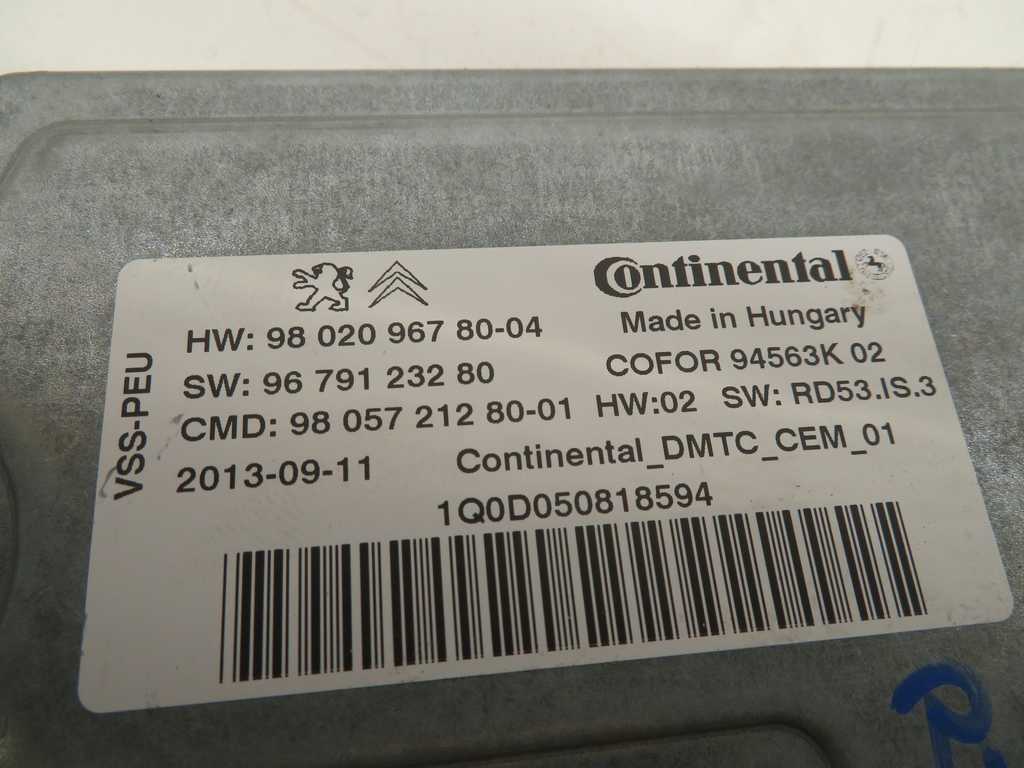 Continental
HW: 98 020 967 80-04
Made in Hungary
SW: 96 791 232 80
COFOR 94563K 02
CMD: 98 057 212 80-01 HW:02 SW: RD53.IS.3
2013-09-11
Continental_DMTC_CEM_01
1Q0D050818594
VSS-PEU